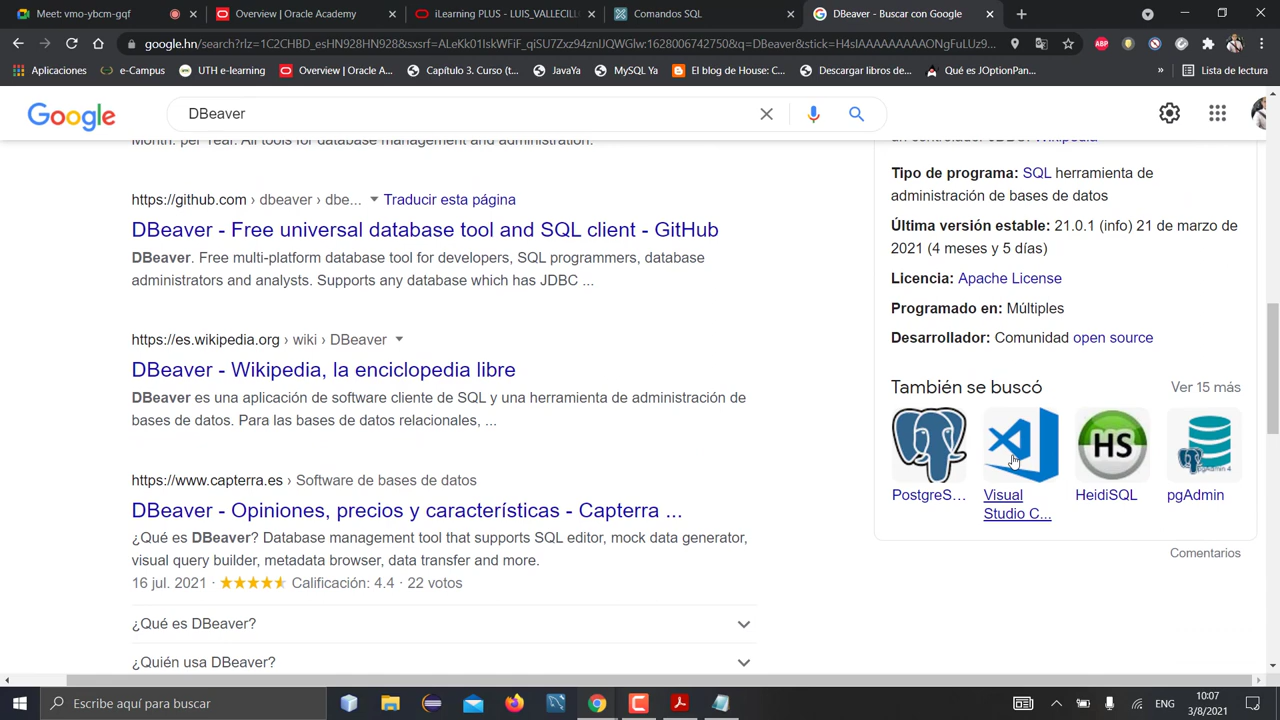 Meet: vmo-ybcm-gqf
Overview | Oracle Academy
iLearning PLUS - LUIS_VALLECILL
Comandos SQL
DBeaver - Buscar con Google
google.hn/search?rlz=1C2CHBD_esHN928HN928&sxsrf=ALeKk01IskWFiF_qiSU7Zxz94znIJQWGlw:1628006742750&q=DBeaver&stick=H4sIAAAAAAAAAONgFuLUz9...
Aplicaciones
e-Campus
UTH e-learning
Overview | Oracle A...
Capítulo 3. Curso (t...
JavaYa
MySQL Ya
El blog de House: C...
Descargar libros de...
Qué es JOptionPan...
»
Lista de lectura
Google
DBeaver
Month. per Year. All tools for database management and administration.
https://github.com › dbeaver › dbe... Traducir esta página
DBeaver - Free universal database tool and SQL client - GitHub
DBeaver. Free multi-platform database tool for developers, SQL programmers, database
administrators and analysts. Supports any database which has JDBC ...
https://es.wikipedia.org › wiki › DBeaver
DBeaver - Wikipedia, la enciclopedia libre
DBeaver es una aplicación de software cliente de SQL y una herramienta de administración de
bases de datos. Para las bases de datos relacionales, ...
https://www.capterra.es › Software de bases de datos
DBeaver - Opiniones, precios y características - Capterra ...
¿Qué es DBeaver? Database management tool that supports SQL editor, mock data generator,
visual query builder, metadata browser, data transfer and more.
16 jul. 2021 · Calificación: 4.4 · 22 votos
¿Qué es DBeaver?
¿Quién usa DBeaver?
un controlador JDBC. Wikipedia
Tipo de programa: SQL herramienta de
administración de bases de datos
Última versión estable: 21.0.1 (info) 21 de marzo de
2021 (4 meses y 5 días)
Licencia: Apache License
Programado en: Múltiples
Desarrollador: Comunidad open source
También se buscó
Ver 15 más
HS
pgAdmin 4
PostgreS...
Visual
Studio C...
HeidiSQL
pgAdmin
Comentarios
Escribe aquí para buscar
ENG
10:07
3/8/2021